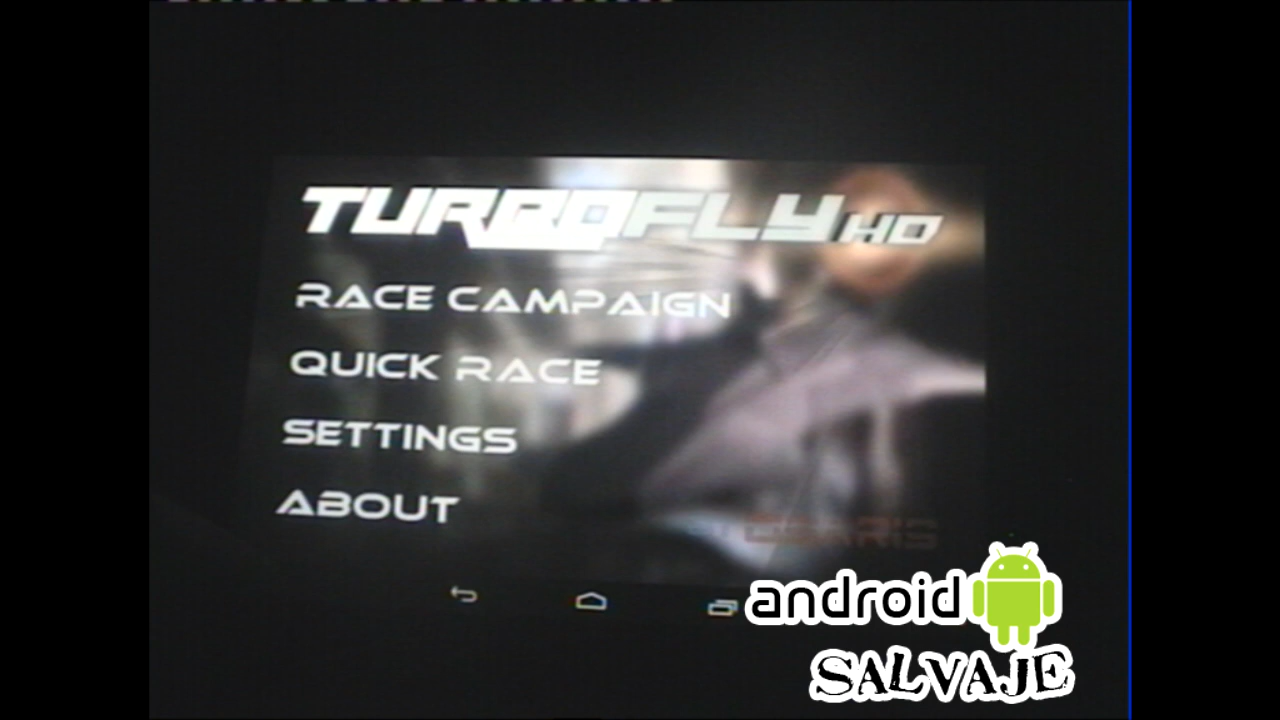 TURBOFLY HD
RACE CAMPAIGN
QUICK RACE
SETTINGS
ABOUT
android
SALVAJE